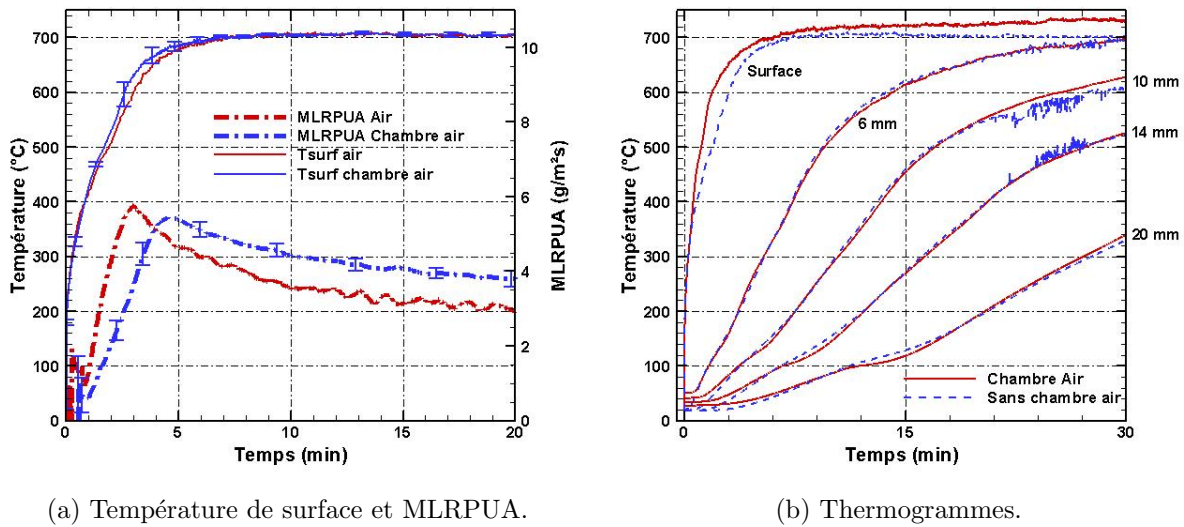 700
600
500
400
300
200
100
0
Température (°C)
0
5
10
15
20
Temps (min)
10
8
6
4
2
0
MLRPUA (g/m²s)
MLRPUA Air
MLRPUA Chambre air
Tsurf air
Tsurf chambre air
(a) Température de surface et MLRPUA.
700
600
500
400
300
200
100
0
Température (°C)
0
15
30
Temps (min)
Surface
6 mm
10 mm
14 mm
20 mm
Chambre Air
Sans chambre air
(b) Thermogrammes.